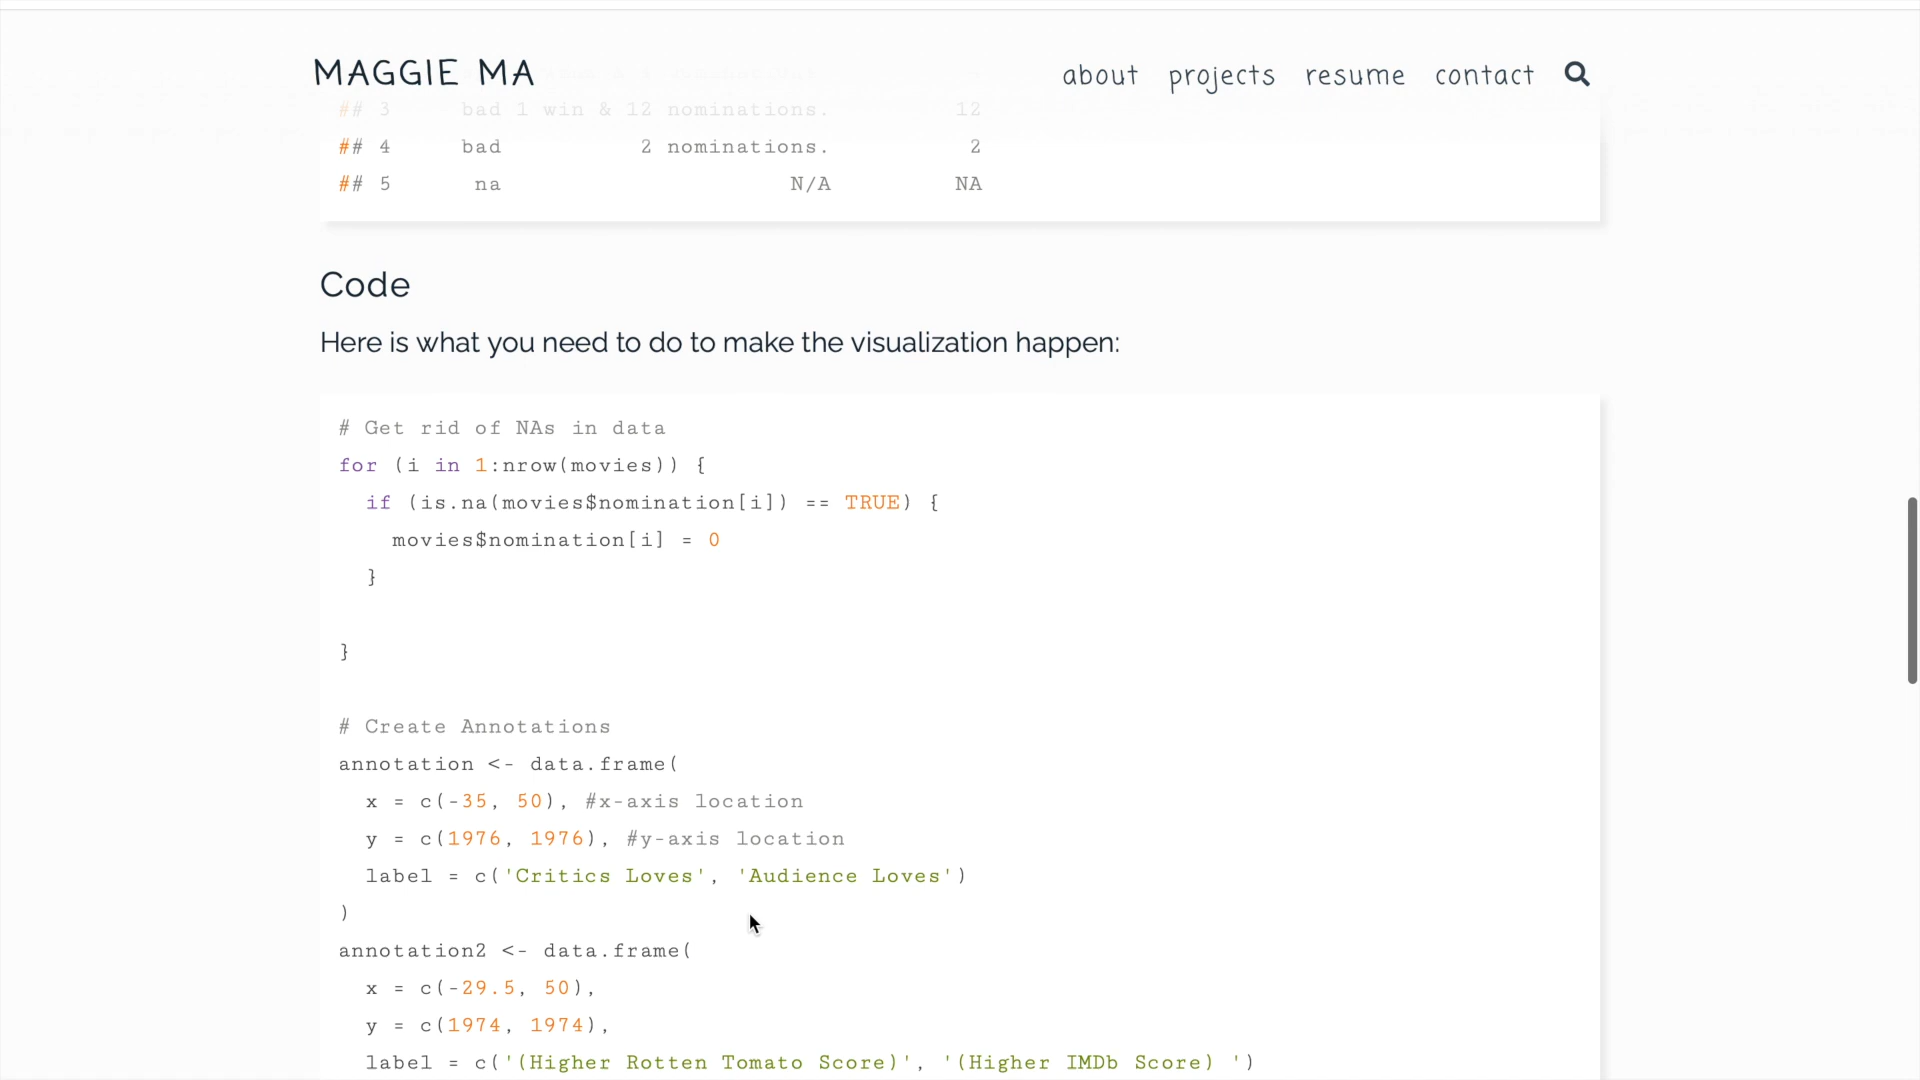 MAGGIE MA
about projects resume contact
## 3 bad 1 win & 12 nominations. 12
## 4 bad 2 nominations. 2
## 5 na N/A NA
Code
Here is what you need to do to make the visualization happen:
# Get rid of NAs in data
for (i in 1:nrow(movies)) {
  if (is.na(movies$nomination[i]) == TRUE) {
    movies$nomination[i] = 0
  }
}
# Create Annotations
annotation <- data.frame(
  x = c(-35, 50), #x-axis location
  y = c(1976, 1976), #y-axis location
  label = c('Critics Loves', 'Audience Loves')
)
annotation2 <- data.frame(
  x = c(-29.5, 50),
  y = c(1974, 1974),
  label = c('(Higher Rotten Tomato Score)', '(Higher IMDb Score) ')